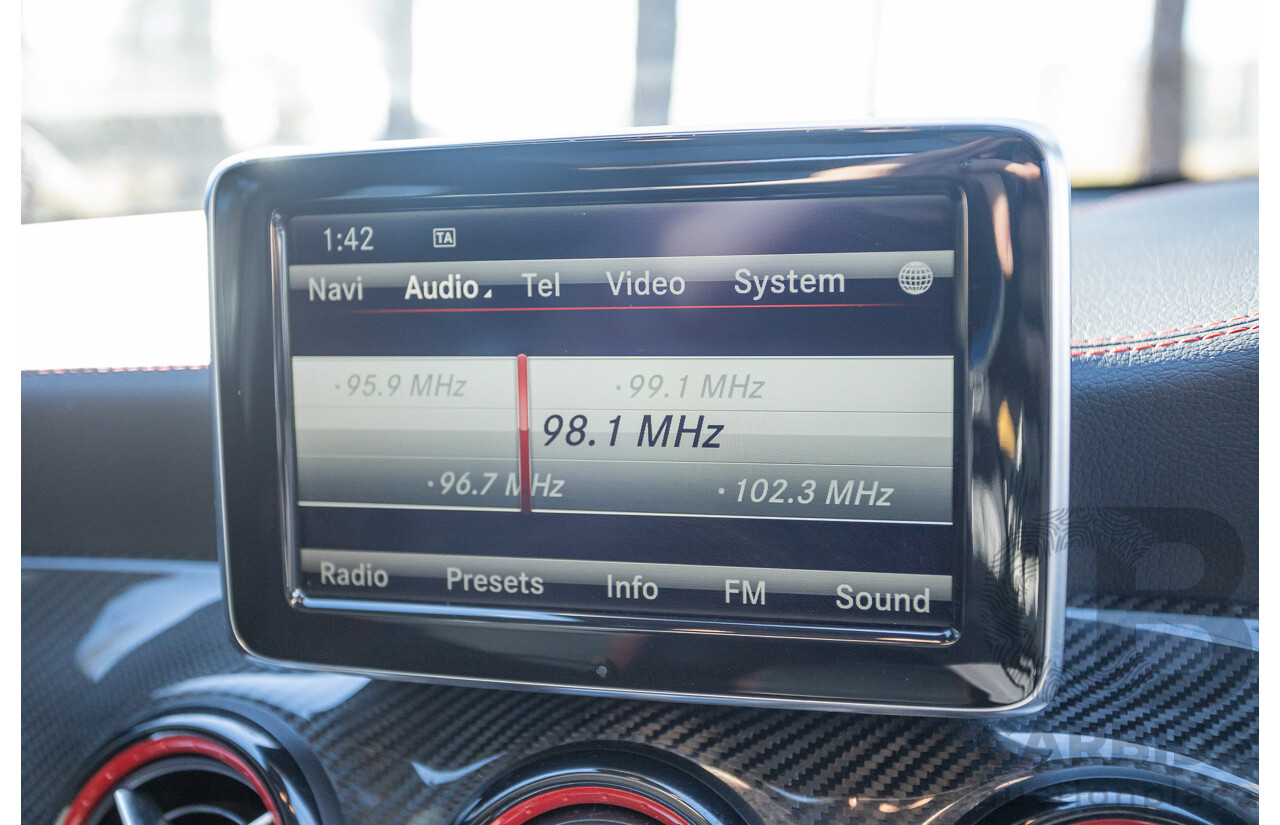 1:42 TA
Navi Audio Tel Video System
·95.9 MHz ·99.1 MHz
98.1 MHz
·96.7 MHz ·102.3 MHz
Radio Presets Info FM Sound